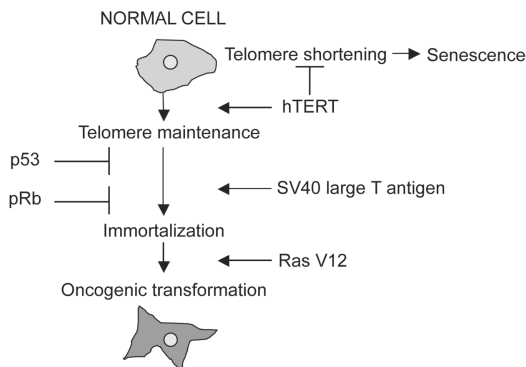 NORMAL CELL
Telomere shortening
Senescence
hTERT
Telomere maintenance
p53
pRb
SV40 large T antigen
Immortalization
Ras V12
Oncogenic transformation